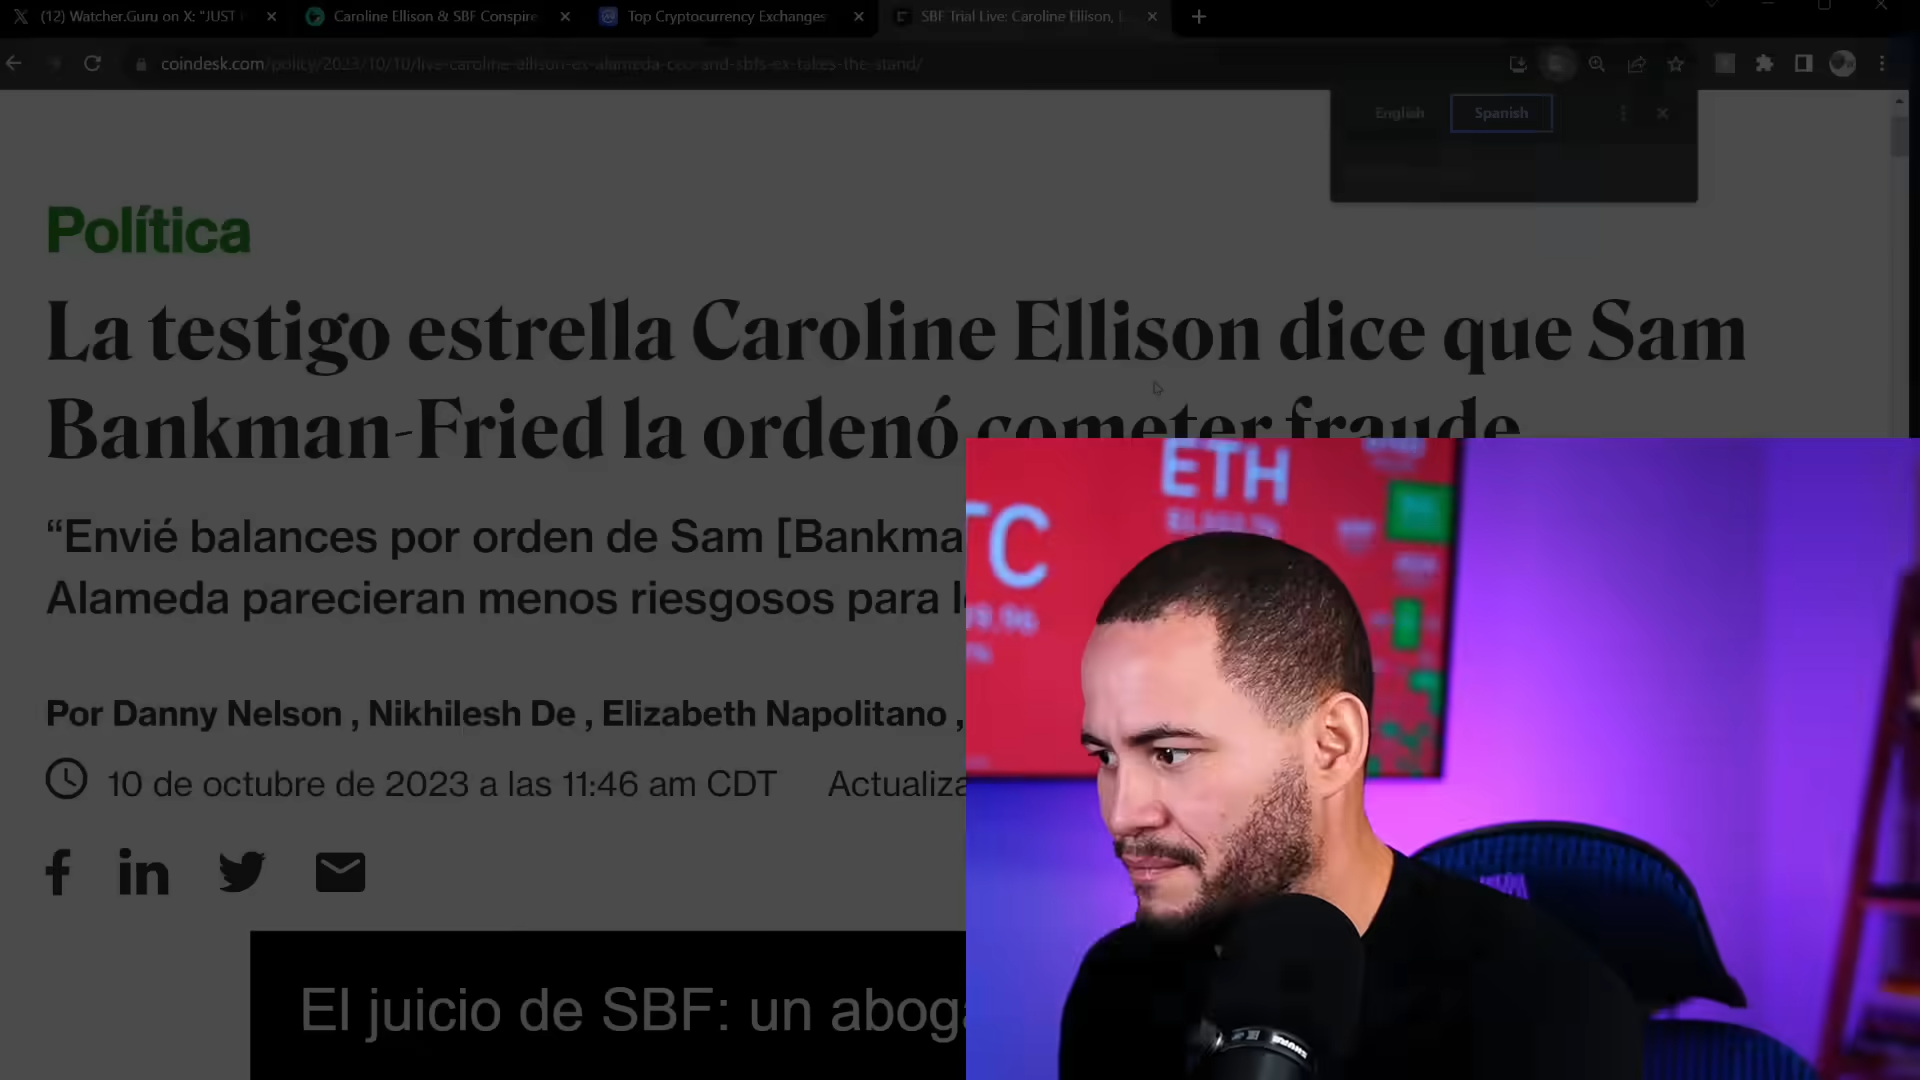 (12) Watcher.Guru on X: "JUST
Caroline Ellison & SBF Conspire
Top Cryptocurrency Exchanges
SBF Trial Live: Caroline Ellison,
coindesk.com/policy/2023/10/10/live-caroline-ellison-ex-alameda-ceo-and-sbfs-ex-takes-the-stand/
English
Spanish
Política
La testigo estrella Caroline Ellison dice que Sam
Bankman-Fried la ordenó cometer fraude
“Envié balances por orden de Sam [Bankma
Alameda parecieran menos riesgosos para l
Por Danny Nelson , Nikhilesh De , Elizabeth Napolitano ,
10 de octubre de 2023 a las 11:46 am CDT
Actualiza
El juicio de SBF: un aboga
ETH
TC
SHURE